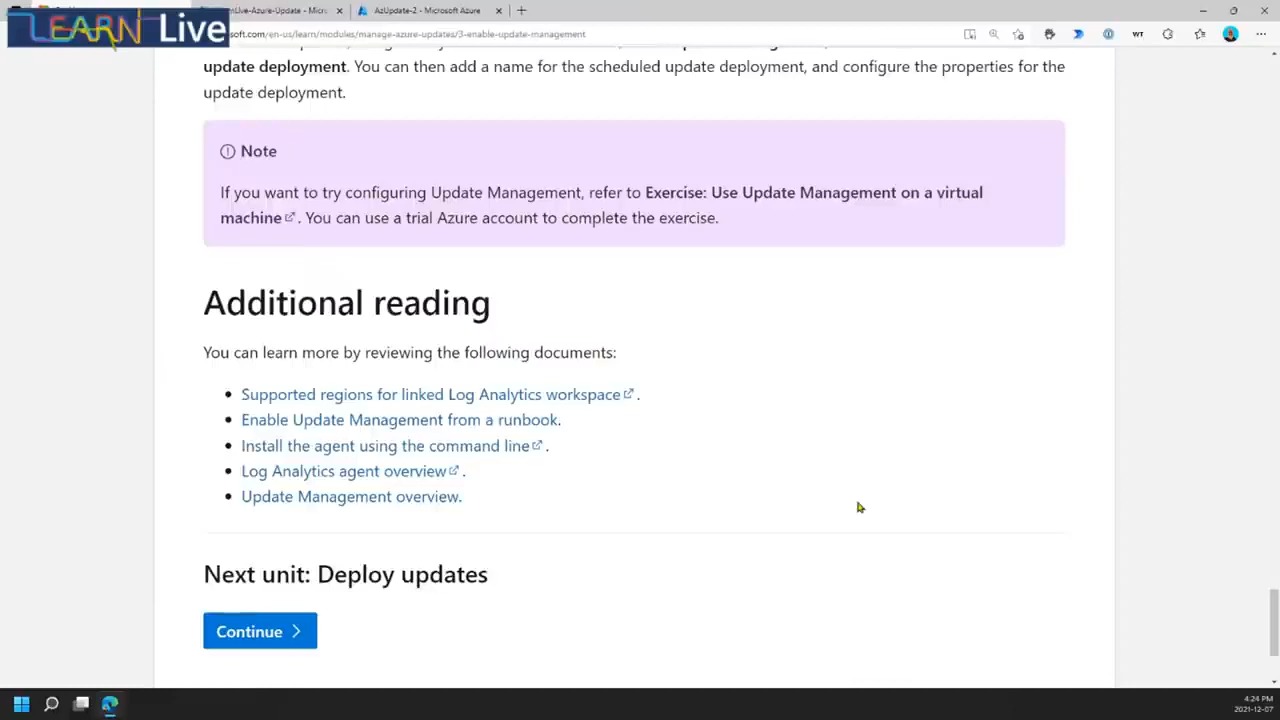 LEARN Live
Live-Azure-Update - Micros
AzUpdate-2 - Microsoft Azure
soft.com/en-us/learn/modules/manage-azure-updates/3-enable-update-management
update deployment. You can then add a name for the scheduled update deployment, and configure the properties for the
update deployment.
Note
If you want to try configuring Update Management, refer to Exercise: Use Update Management on a virtual
machine. You can use a trial Azure account to complete the exercise.
Additional reading
You can learn more by reviewing the following documents:
• Supported regions for linked Log Analytics workspace.
• Enable Update Management from a runbook.
• Install the agent using the command line.
• Log Analytics agent overview.
• Update Management overview.
Next unit: Deploy updates
Continue
4:24 PM
2021-12-07